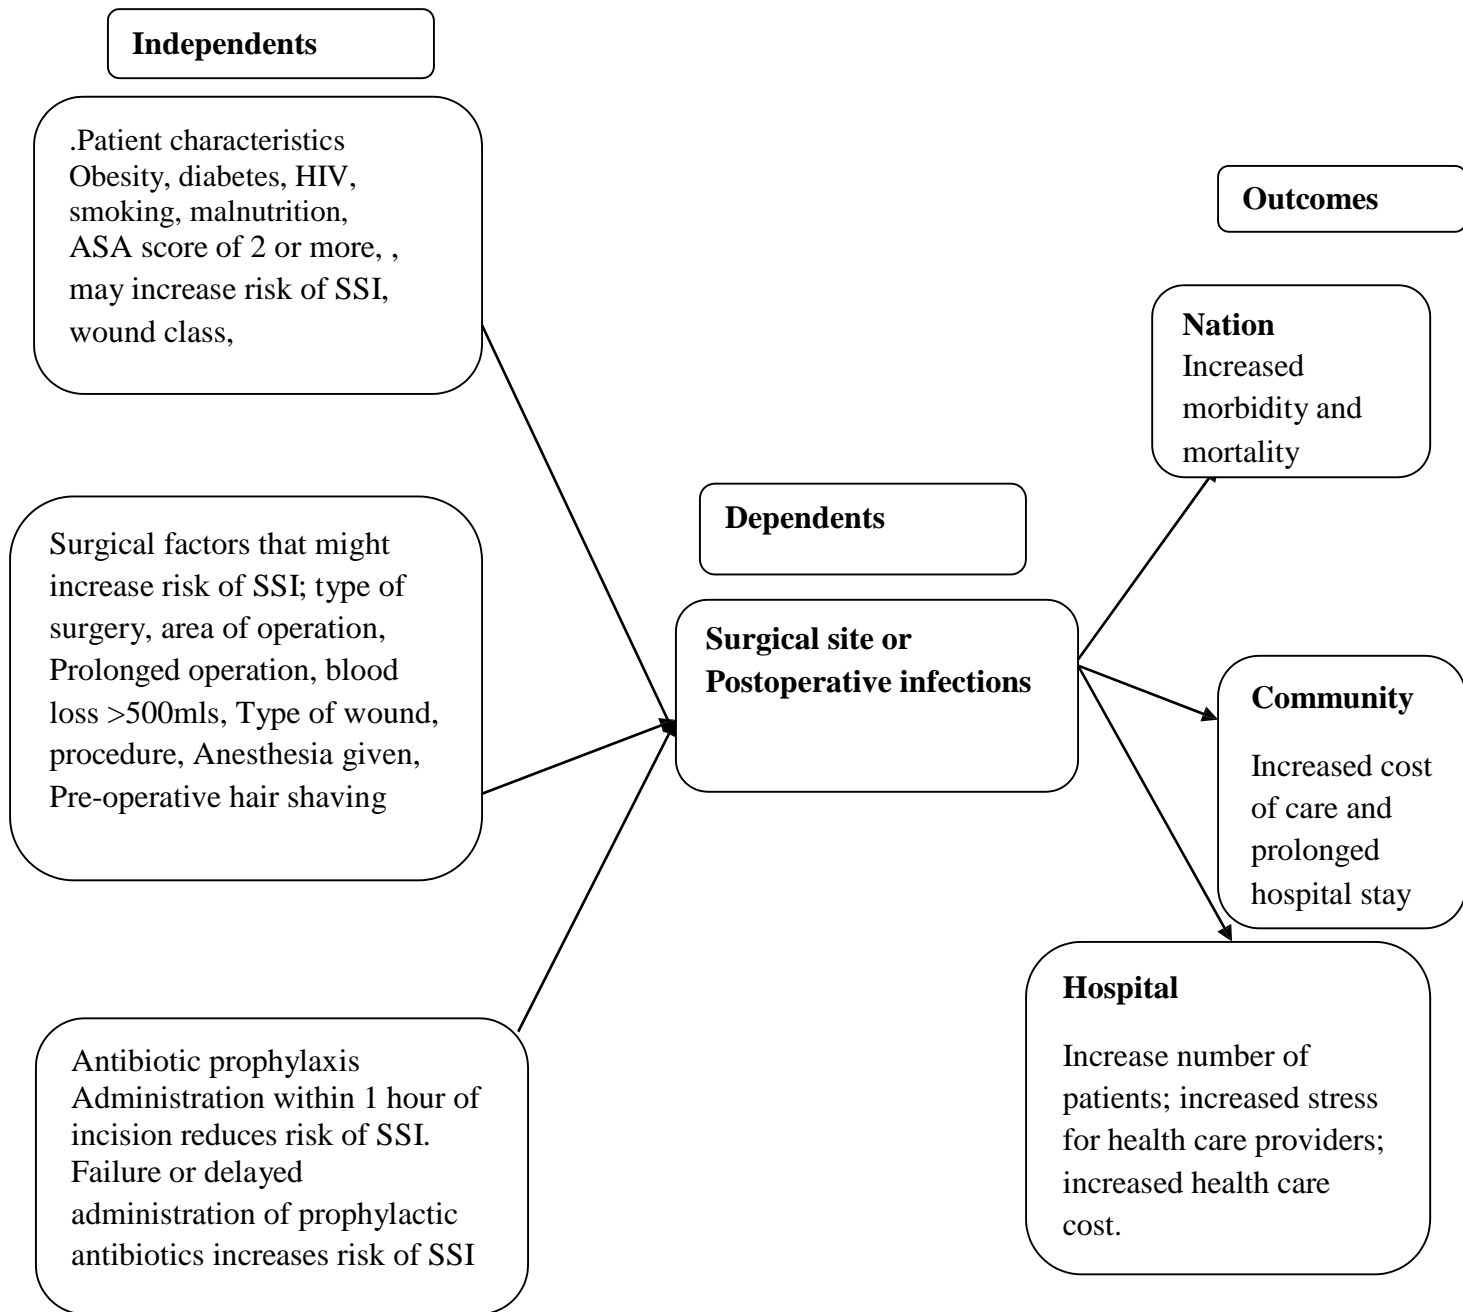 Independents
.Patient characteristics
Obesity, diabetes, HIV,
smoking, malnutrition,
ASA score of 2 or more, ,
may increase risk of SSI,
wound class,
Surgical factors that might
increase risk of SSI; type of
surgery, area of operation,
Prolonged operation, blood
loss >500mls, Type of wound,
procedure, Anesthesia given,
Pre-operative hair shaving
Antibiotic prophylaxis
Administration within 1 hour of
incision reduces risk of SSI.
Failure or delayed
administration of prophylactic
antibiotics increases risk of SSI
Dependents
Surgical site or
Postoperative infections
Outcomes
Nation
Increased
morbidity and
mortality
Community
Increased cost
of care and
prolonged
hospital stay
Hospital
Increase number of
patients; increased stress
for health care providers;
increased health care
cost.